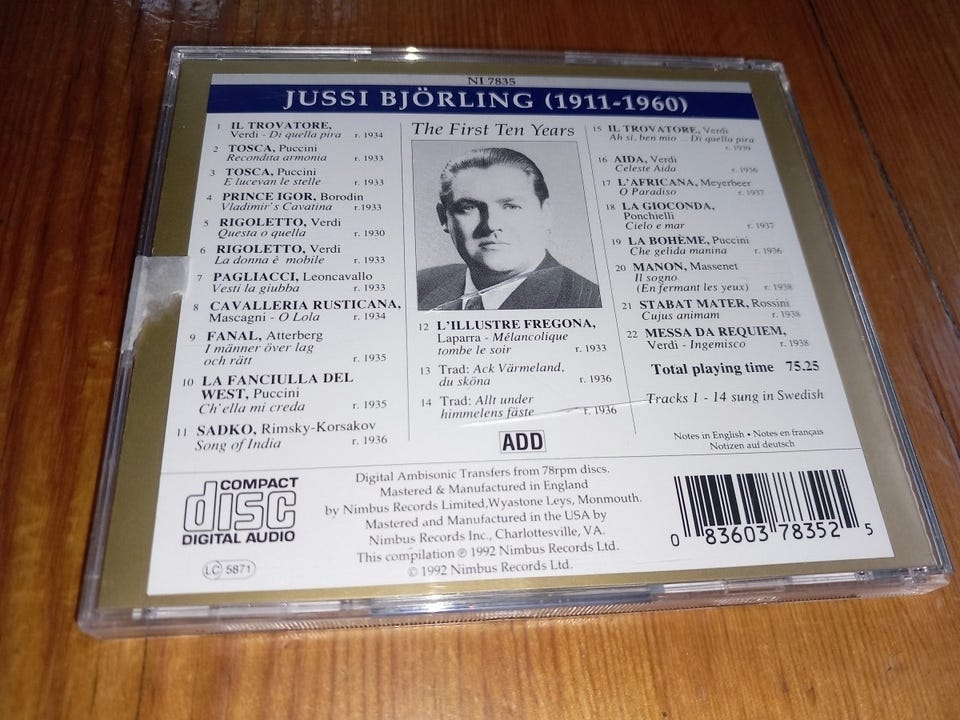 NI 7835
JUSSI BJÖRLING (1911-1960)
1 IL TROVATORE,
Verdi - Di quella pira r. 1934
2 TOSCA, Puccini
Recondita armonia r. 1933
3 TOSCA, Puccini
E lucevan le stelle r. 1933
4 PRINCE IGOR, Borodin
Vladimir's Cavatina r.1933
5 RIGOLETTO, Verdi
Questa o quella r. 1930
6 RIGOLETTO, Verdi
La donna è mobile r. 1933
7 PAGLIACCI, Leoncavallo
Vesti la giubba r. 1933
8 CAVALLERIA RUSTICANA,
Mascagni - O Lola r. 1934
9 FANAL, Atterberg
I männer över lag
och rätt r. 1935
10 LA FANCIULLA DEL
WEST, Puccini
Ch'ella mi creda r. 1935
11 SADKO, Rimsky-Korsakov
Song of India r. 1936
The First Ten Years
12 L'ILLUSTRE FREGONA,
Laparra - Mélancolique
tombe le soir r. 1933
13 Trad: Ack Värmeland,
du sköna r. 1936
14 Trad: Allt under
himmelens fäste r. 1936
15 IL TROVATORE, Verdi
Ah sì, ben mio ... Di quella pira
r. 1939
16 AIDA, Verdi
Celeste Aida r. 1936
17 L'AFRICANA, Meyerbeer
O Paradiso r. 1937
18 LA GIOCONDA,
Ponchielli
Cielo e mar r. 1937
19 LA BOHÈME, Puccini
Che gelida manina r. 1936
20 MANON, Massenet
Il sogno
(En fermant les yeux) r. 1938
21 STABAT MATER, Rossini
Cujus animam r. 1938
22 MESSA DA REQUIEM,
Verdi - Ingemisco r. 1938
Total playing time 75.25
Tracks 1 - 14 sung in Swedish
ADD
Notes in English • Notes en français
Notizen auf deutsch
COMPACT
disc
DIGITAL AUDIO
LC 5871
Digital Ambisonic Transfers from 78rpm discs.
Mastered & Manufactured in England
by Nimbus Records Limited, Wyastone Leys, Monmouth.
Mastered and Manufactured in the USA by
Nimbus Records Inc., Charlottesville, VA.
This compilation ℗ 1992 Nimbus Records Ltd.
© 1992 Nimbus Records Ltd.
0 83603 78352 5